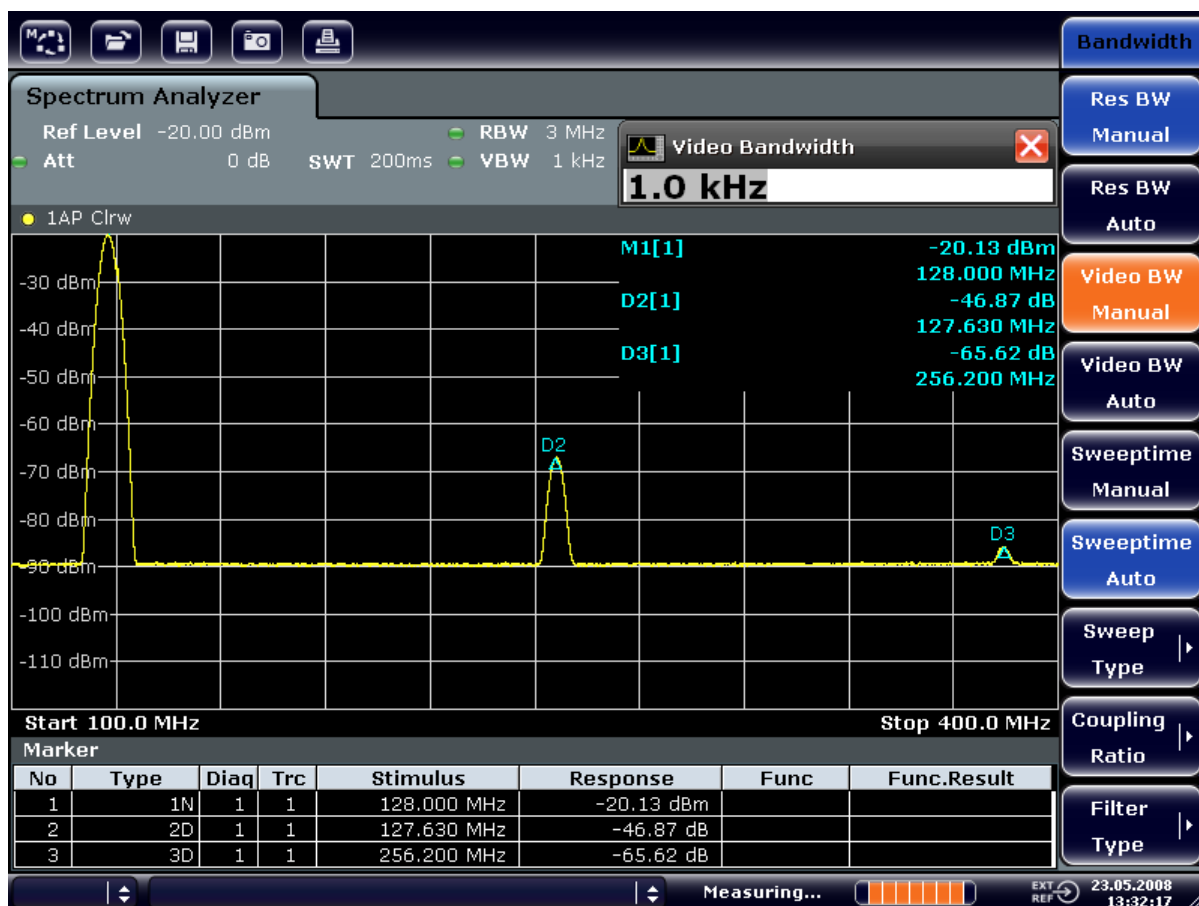 M
Bandwidth
Spectrum Analyzer
Ref Level -20.00 dBm
RBW 3 MHz
Att 0 dB SWT 200ms VBW 1 kHz
Video Bandwidth
1.0 kHz
1AP Clrw
M1[1] -20.13 dBm
128.000 MHz
D2[1] -46.87 dB
127.630 MHz
D3[1] -65.62 dB
256.200 MHz
-30 dBm
-40 dBm
-50 dBm
-60 dBm
-70 dBm
-80 dBm
-90 dBm
-100 dBm
-110 dBm
D2
D3
Start 100.0 MHz Stop 400.0 MHz
Marker
No Type Diaq Trc Stimulus Response Func Func.Result
1 1N 1 1 128.000 MHz -20.13 dBm
2 2D 1 1 127.630 MHz -46.87 dB
3 3D 1 1 256.200 MHz -65.62 dB
Res BW
Manual
Res BW
Auto
Video BW
Manual
Video BW
Auto
Sweeptime
Manual
Sweeptime
Auto
Sweep
Type
Coupling
Ratio
Filter
Type
Measuring...
EXT
REF
23.05.2008
13:32:17